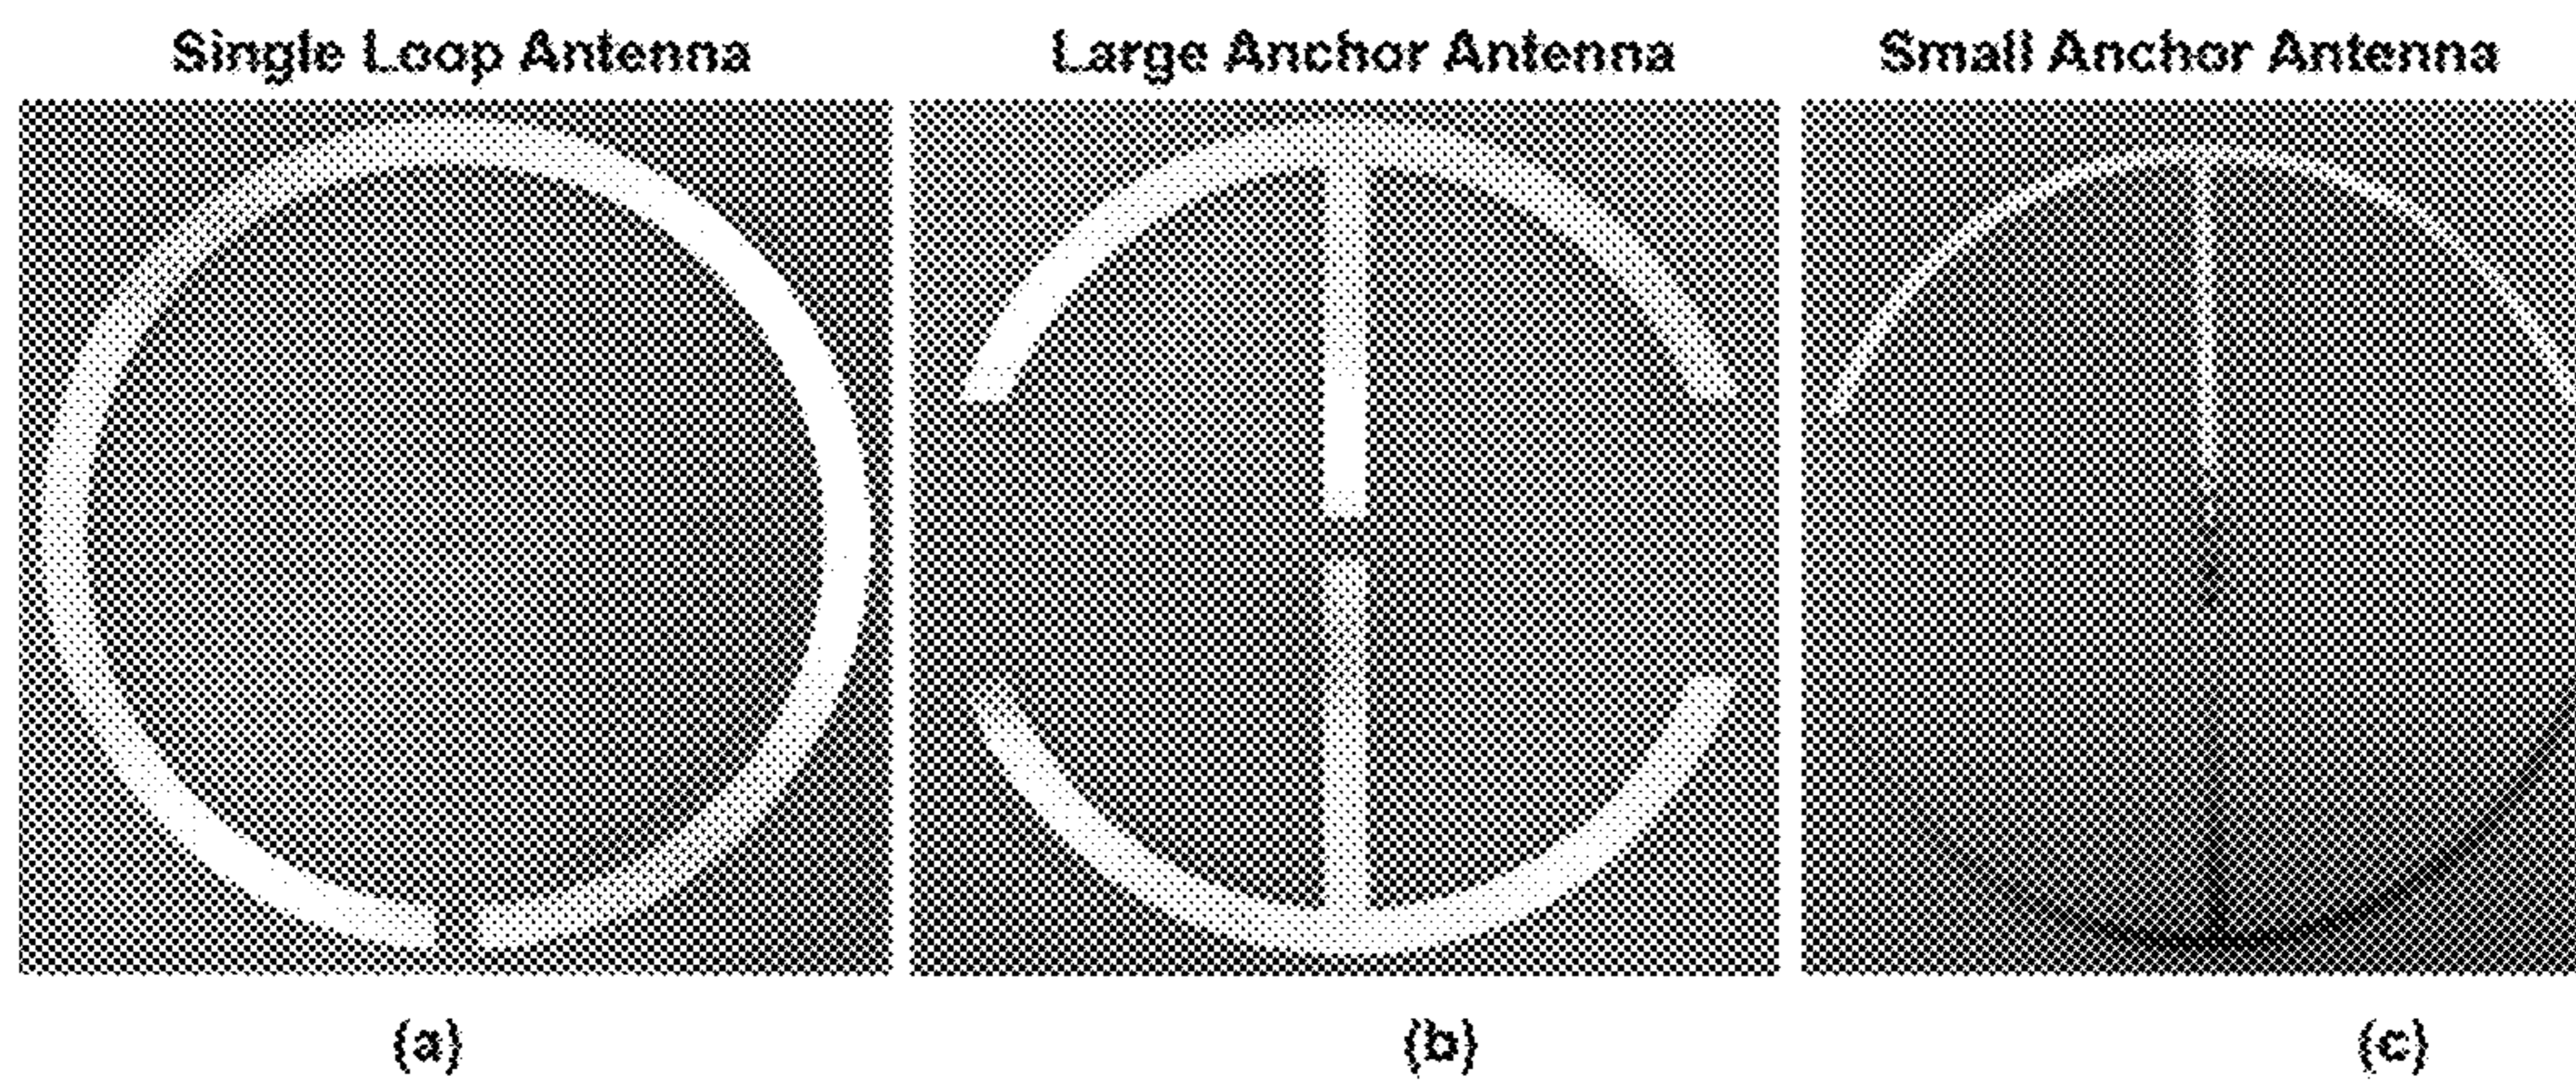 Single Loop Antenna
Large Anchor Antenna
Small Anchor Antenna
(a)
(b)
(c)